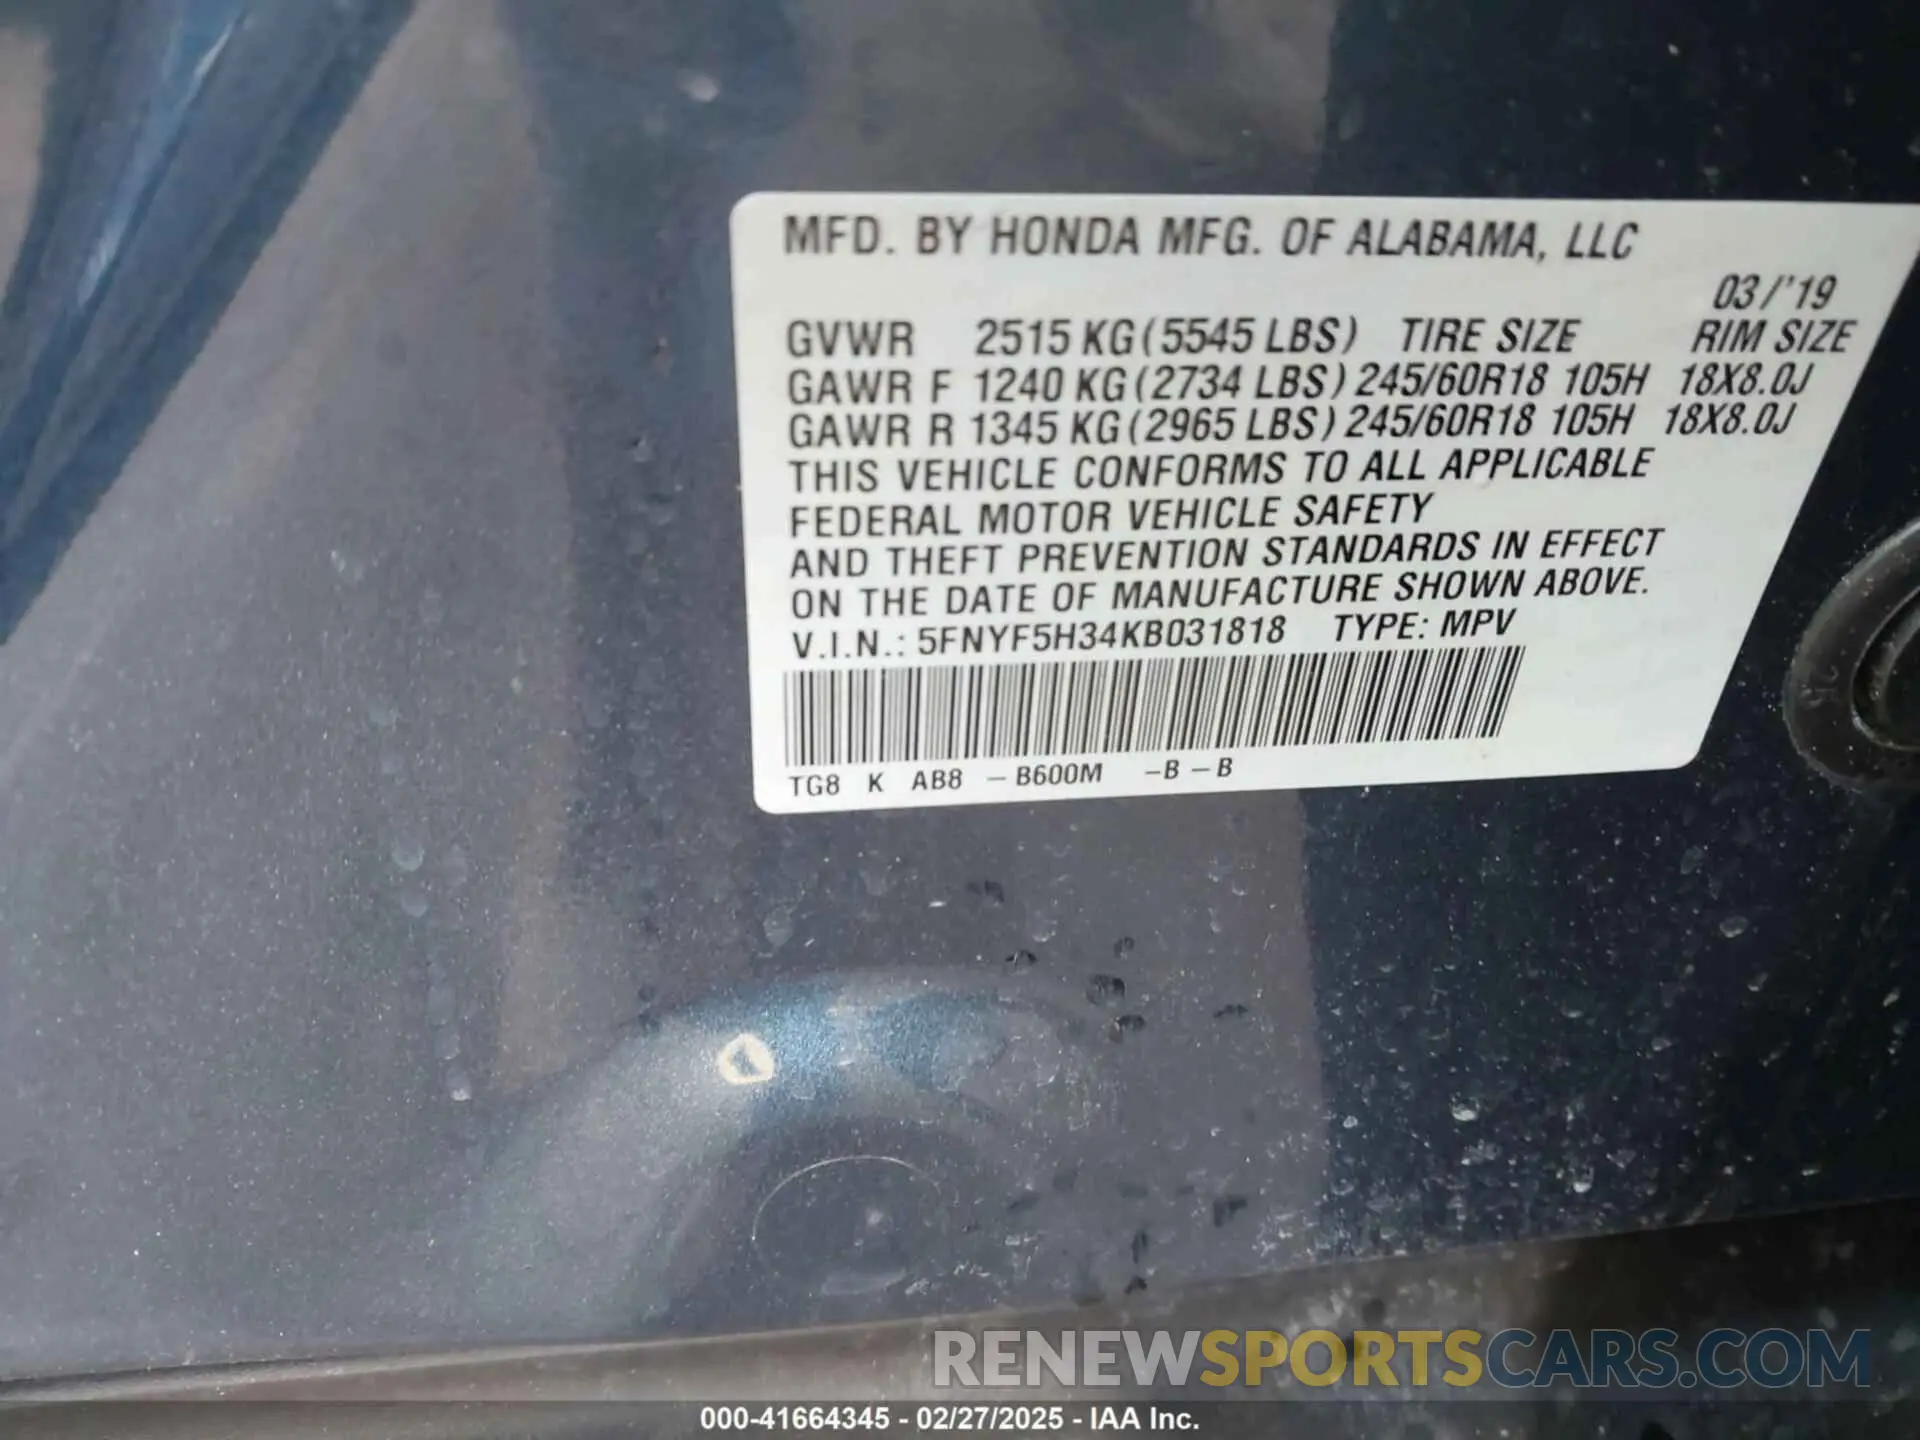 MFD. BY HONDA MFG. OF ALABAMA, LLC
03/'19
GVWR 2515 KG (5545 LBS) TIRE SIZE RIM SIZE
GAWR F 1240 KG (2734 LBS) 245/60R18 105H 18X8.0J
GAWR R 1345 KG (2965 LBS) 245/60R18 105H 18X8.0J
THIS VEHICLE CONFORMS TO ALL APPLICABLE
FEDERAL MOTOR VEHICLE SAFETY
AND THEFT PREVENTION STANDARDS IN EFFECT
ON THE DATE OF MANUFACTURE SHOWN ABOVE.
V.I.N.: 5FNYF5H34KB031818 TYPE: MPV
TG8 K AB8 – B600M –B – B
RENEWSPORTSCARS.COM
000-41664345 - 02/27/2025 - IAA Inc.